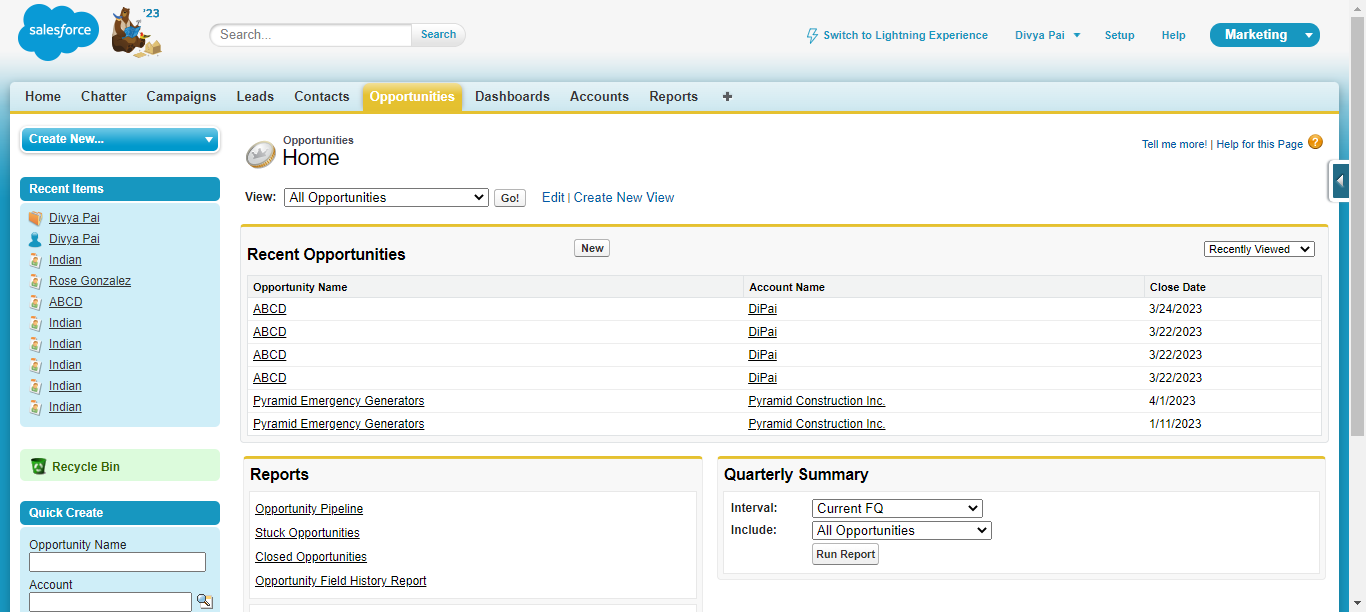 salesforce
'23
Search...
Search
Switch to Lightning Experience
Divya Pai
Setup
Help
Marketing
Home
Chatter
Campaigns
Leads
Contacts
Opportunities
Dashboards
Accounts
Reports
+
Create New...
Opportunities
Home
Tell me more! | Help for this Page ?
View: All Opportunities Go! Edit | Create New View
Recent Items
Divya Pai
Divya Pai
Indian
Rose Gonzalez
ABCD
Indian
Indian
Indian
Indian
Indian
Recycle Bin
Quick Create
Opportunity Name
Account
Recent Opportunities New Recently Viewed
Opportunity Name Account Name Close Date
ABCD DiPai 3/24/2023
ABCD DiPai 3/22/2023
ABCD DiPai 3/22/2023
ABCD DiPai 3/22/2023
Pyramid Emergency Generators Pyramid Construction Inc. 4/1/2023
Pyramid Emergency Generators Pyramid Construction Inc. 1/11/2023
Reports
Opportunity Pipeline
Stuck Opportunities
Closed Opportunities
Opportunity Field History Report
Quarterly Summary
Interval: Current FQ
Include: All Opportunities
Run Report